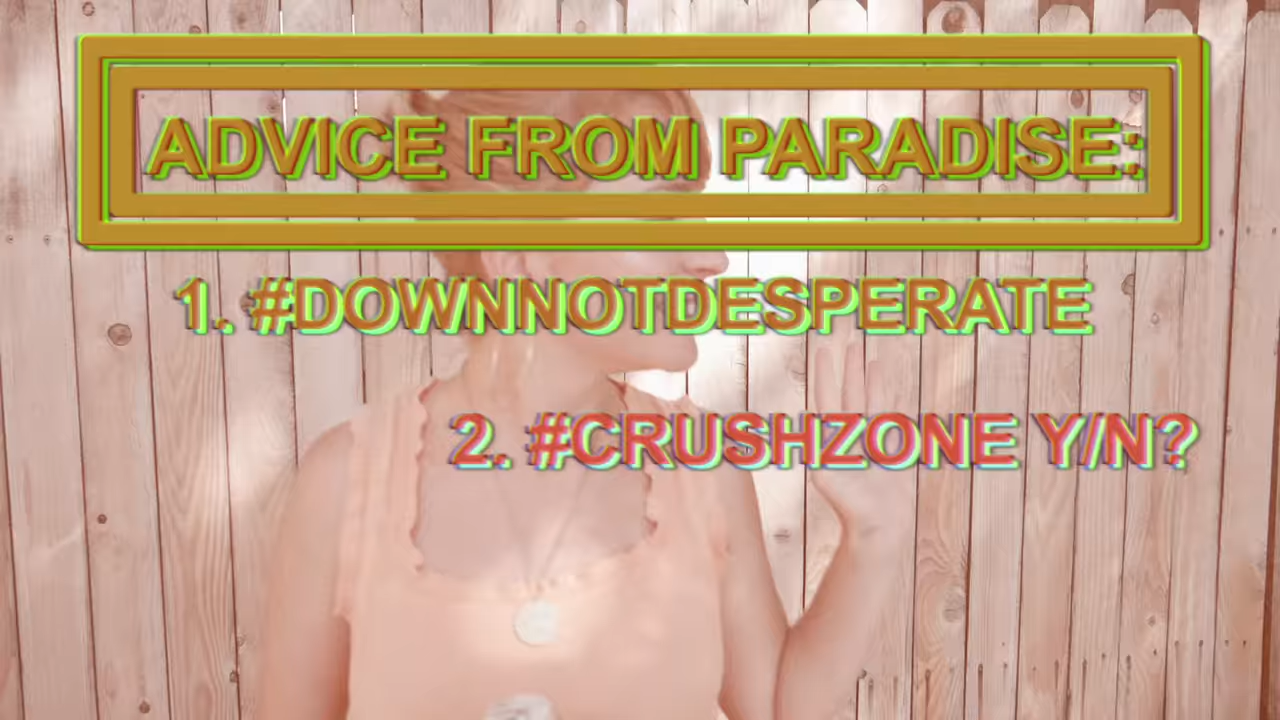 ADVICE FROM PARADISE:
1. #DOWNNOTDESPERATE
2. #CRUSHZONE Y/N?